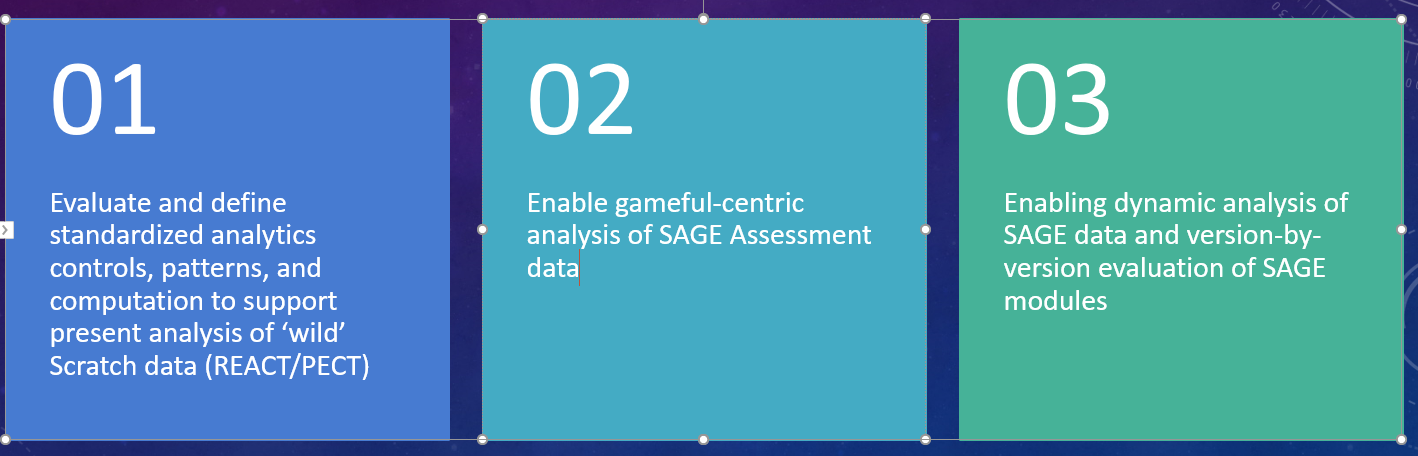 01
Evaluate and define
standardized analytics
controls, patterns, and
computation to support
present analysis of ‘wild’
Scratch data (REACT/PECT)
02
Enable gameful-centric
analysis of SAGE Assessment
data
03
Enabling dynamic analysis of
SAGE data and version-by-
version evaluation of SAGE
modules